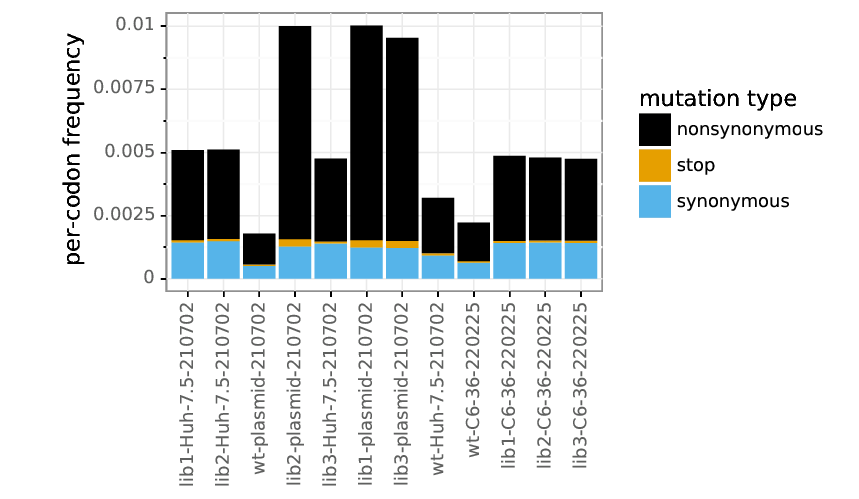 per-codon frequency
0.01
0.0075
0.005
0.0025
0
lib1-Huh-7.5-210702
lib2-Huh-7.5-210702
wt-plasmid-210702
lib2-plasmid-210702
lib3-Huh-7.5-210702
lib1-plasmid-210702
lib3-plasmid-210702
wt-Huh-7.5-210702
wt-C6-36-220225
lib1-C6-36-220225
lib2-C6-36-220225
lib3-C6-36-220225
mutation type
nonsynonymous
stop
synonymous